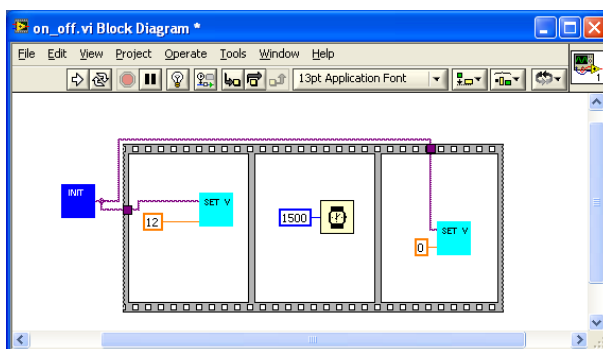 on_off.vi Block Diagram *
File Edit View Project Operate Tools Window Help
13pt Application Font
1
INIT
SET V
12
1500
SET V
0